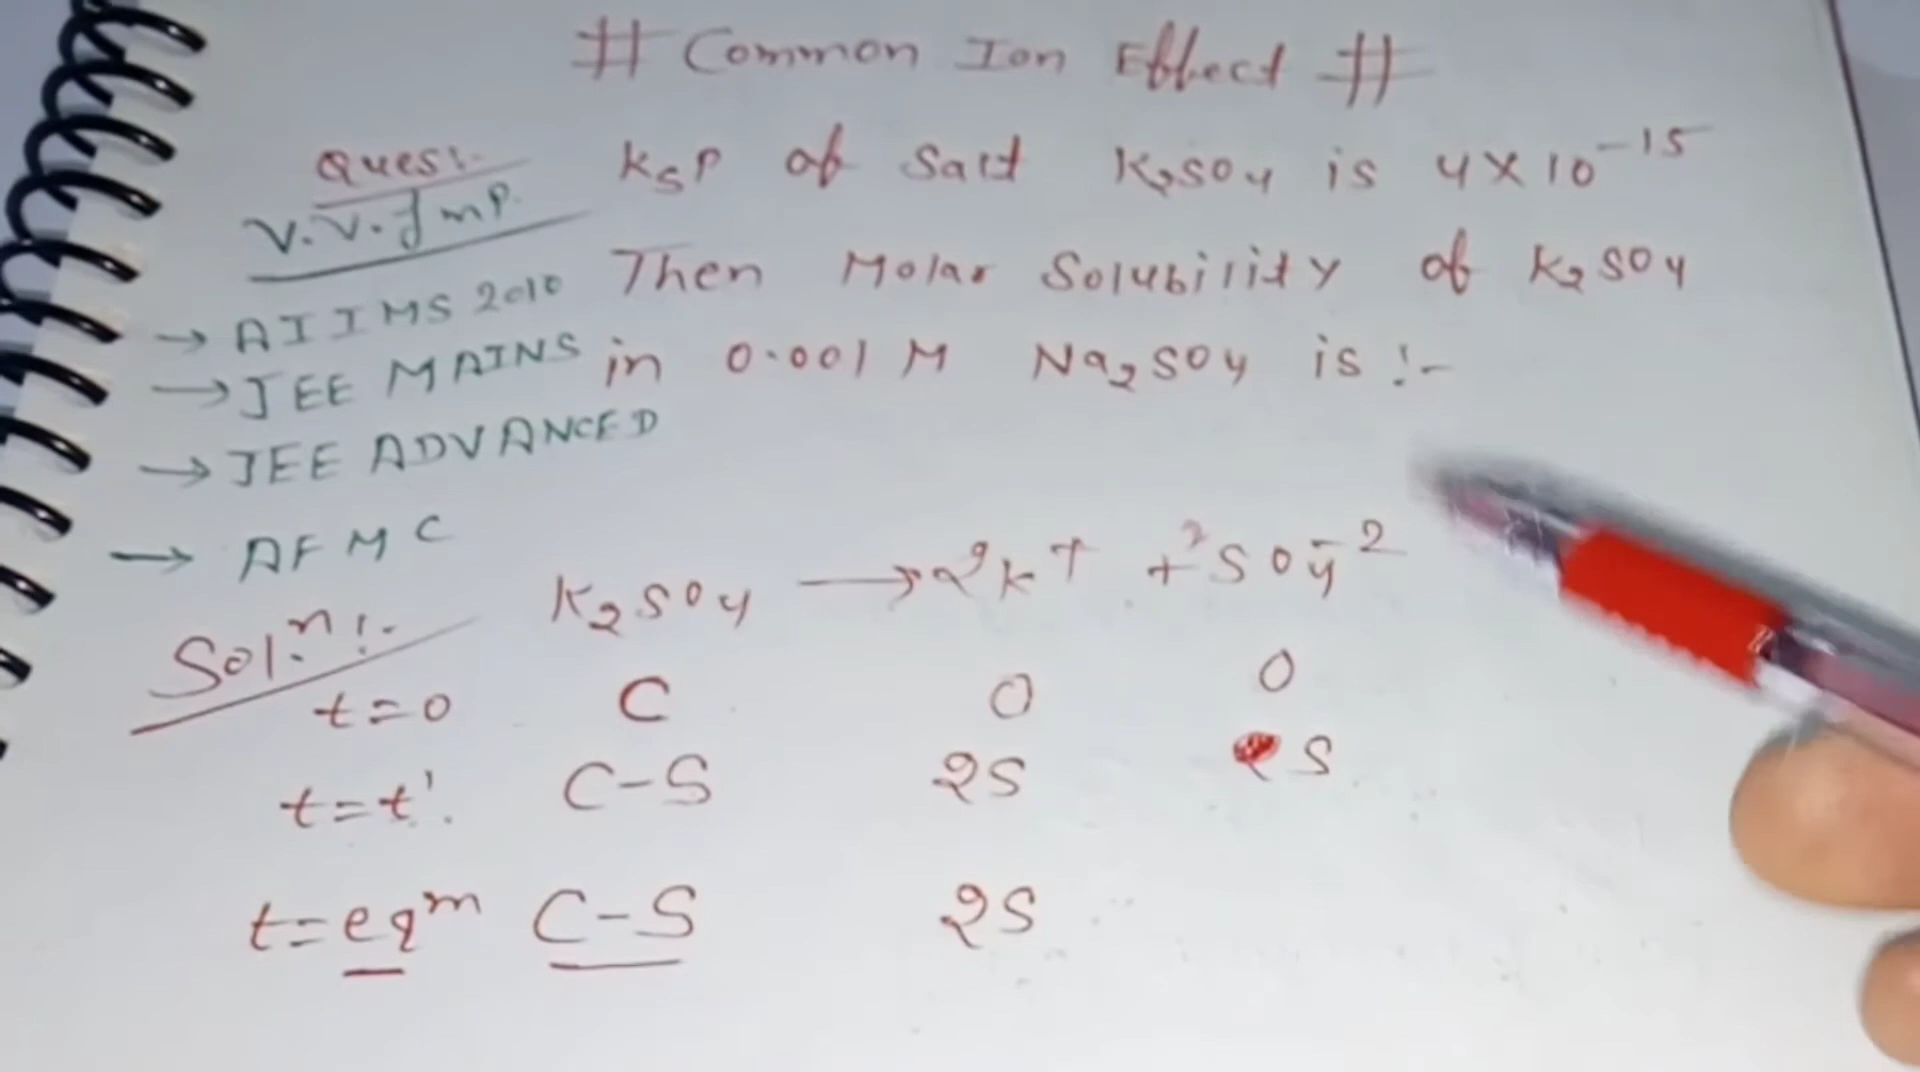 # Common Ion Effect #
Ques:- Ksp of Salt K₂SO₄ is 4×10⁻¹⁵
V.V.Imp.
Then Molar Solubility of K₂SO₄
in 0.001 M Na₂SO₄ is :-
→ AIIMS 2010
→ JEE MAINS
→ JEE ADVANCED
→ AFMC
Solⁿ:-
K₂SO₄ → 2K⁺ + SO₄⁻²
t=0 C 0 0
t=t' C-S 2S S
t=eqᵐ C-S 2S